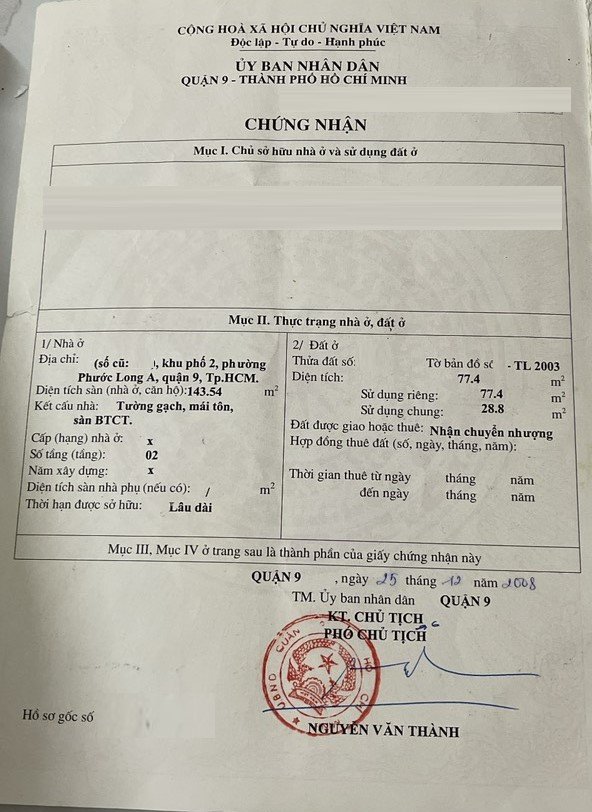 CỘNG HOÀ XÃ HỘI CHỦ NGHĨA VIỆT NAM
Độc lập - Tự do - Hạnh phúc
ỦY BAN NHÂN DÂN
QUẬN 9 - THÀNH PHỐ HỒ CHÍ MINH
CHỨNG NHẬN
Mục I. Chủ sở hữu nhà ở và sử dụng đất ở
Mục II. Thực trạng nhà ở, đất ở
1/ Nhà ở
Địa chỉ: (số cũ: , khu phố 2, phường
Phước Long A, quận 9, Tp.HCM.
Diện tích sàn (nhà ở, căn hộ): 143.54 m²
Kết cấu nhà: Tường gạch, mái tôn,
sàn BTCT.
Cấp (hạng) nhà ở: x
Số tầng (tầng): 02
Năm xây dựng: x
Diện tích sàn nhà phụ (nếu có): / m²
Thời hạn được sở hữu: Lâu dài
2/ Đất ở
Thửa đất số: Tờ bản đồ số - TL 2003
Diện tích: 77.4 m²
Sử dụng riêng: 77.4 m²
Sử dụng chung: 28.8 m²
Đất được giao hoặc thuê: Nhận chuyển nhượng
Hợp đồng thuê đất (số, ngày, tháng, năm):
Thời gian thuê từ ngày tháng năm
đến ngày tháng năm
Mục III, Mục IV ở trang sau là thành phần của giấy chứng nhận này
QUẬN 9 , ngày 25 tháng 12 năm 2008
TM. Ủy ban nhân dân QUẬN 9
KT. CHỦ TỊCH
PHÓ CHỦ TỊCH
UBND QUẬN
HỒ CHÍ
NGUYỄN VĂN THÀNH
Hồ sơ gốc số